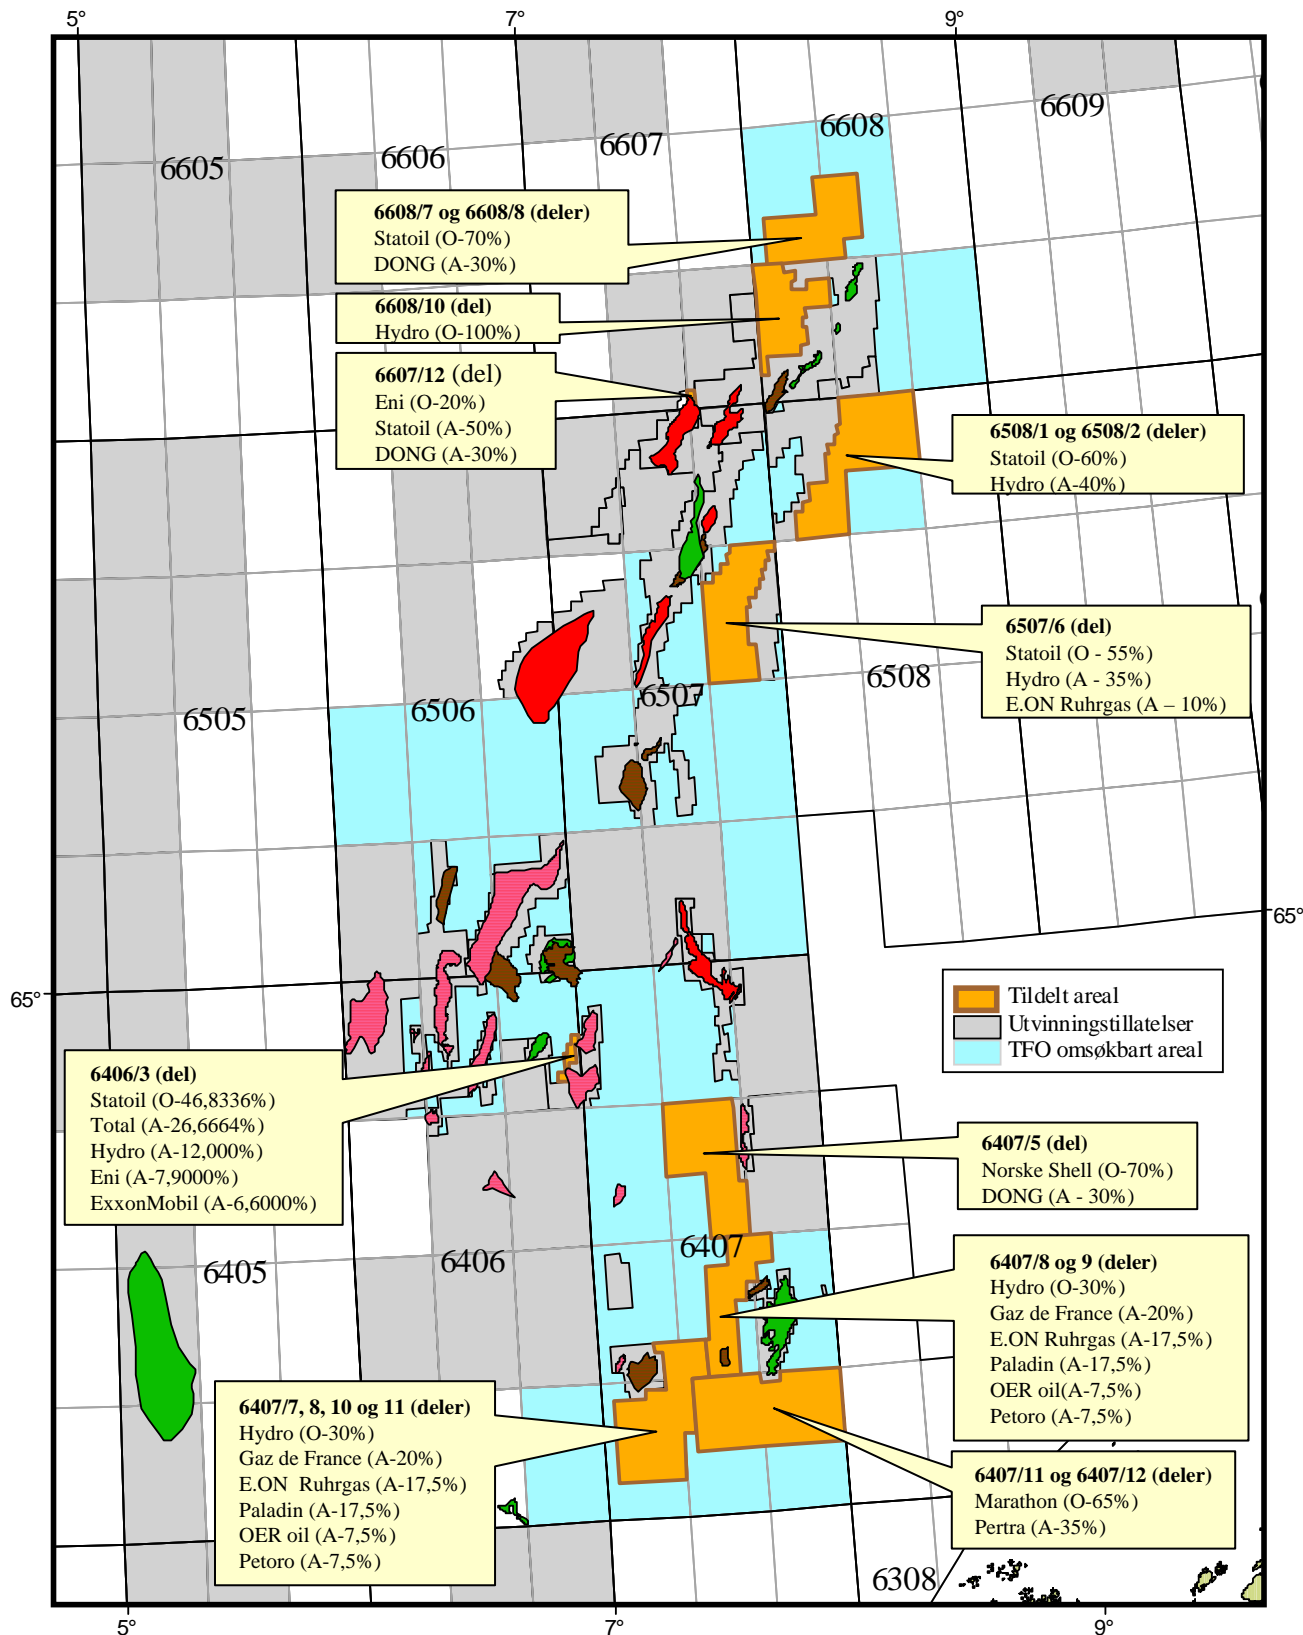 5°
7°
9°
6609
6608
6607
6606
6605
6608/7 og 6608/8 (deler)
Statoil (O-70%)
DONG (A-30%)
6608/10 (del)
Hydro (O-100%)
6607/12 (del)
Eni (O-20%)
Statoil (A-50%)
DONG (A-30%)
6508/1 og 6508/2 (deler)
Statoil (O-60%)
Hydro (A-40%)
6507/6 (del)
Statoil (O - 55%)
Hydro (A - 35%)
E.ON Ruhrgas (A – 10%)
6508
6507
6506
6505
65°
65°
Tildelt areal
Utvinningstillatelser
TFO omsøkbart areal
6406/3 (del)
Statoil (O-46,8336%)
Total (A-26,6664%)
Hydro (A-12,000%)
Eni (A-7,9000%)
ExxonMobil (A-6,6000%)
6407/5 (del)
Norske Shell (O-70%)
DONG (A - 30%)
6407
6406
6405
6407/8 og 9 (deler)
Hydro (O-30%)
Gaz de France (A-20%)
E.ON Ruhrgas (A-17,5%)
Paladin (A-17,5%)
OER oil(A-7,5%)
Petoro (A-7,5%)
6407/7, 8, 10 og 11 (deler)
Hydro (O-30%)
Gaz de France (A-20%)
E.ON  Ruhrgas (A-17,5%)
Paladin (A-17,5%)
OER oil (A-7,5%)
Petoro (A-7,5%)
6407/11 og 6407/12 (deler)
Marathon (O-65%)
Pertra (A-35%)
6308
5°
7°
9°